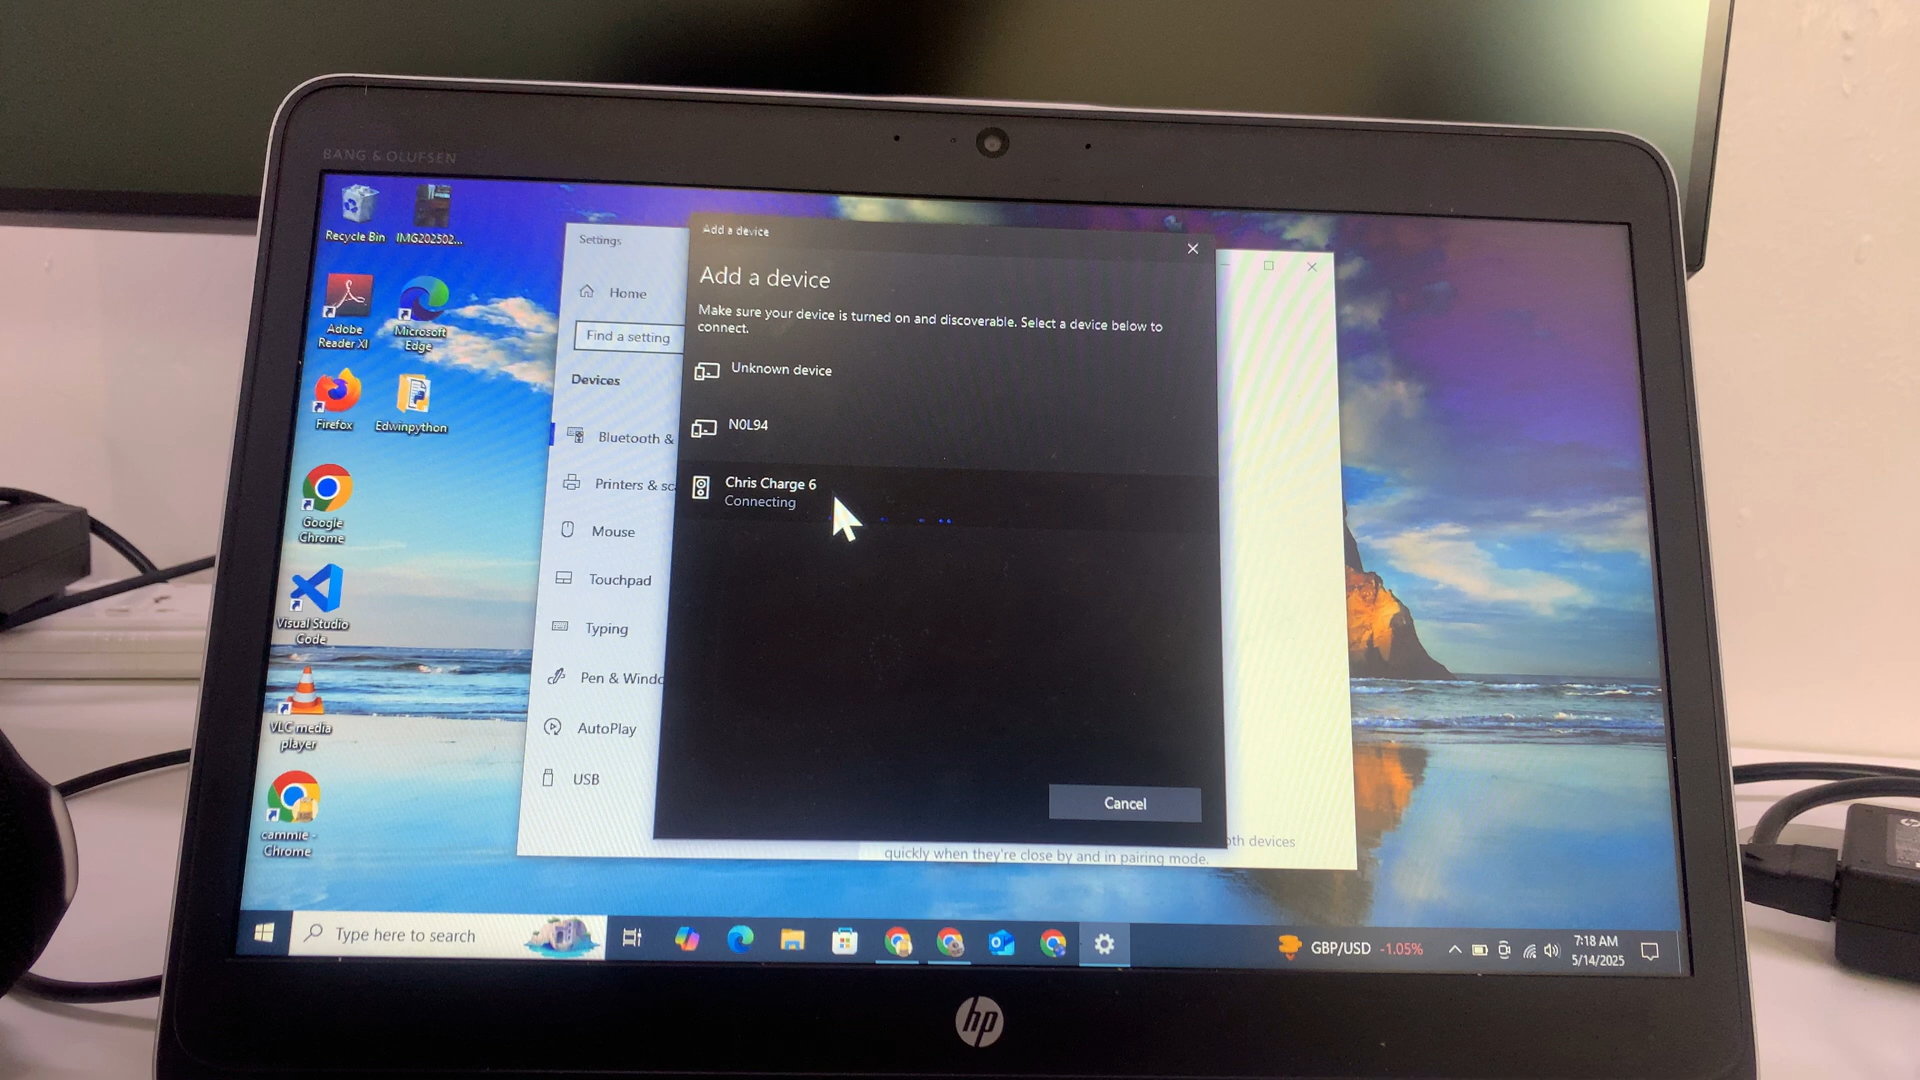 BANG & OLUFSEN
Recycle Bin
IMG202502...
Adobe
Reader XI
Microsoft
Edge
Firefox
Edwinpython
Google
Chrome
Visual Studio
Code
VLC media
player
cammie -
Chrome
Settings
Home
Find a setting
Devices
Bluetooth &
Printers & sc
Mouse
Touchpad
Typing
Pen & Windo
AutoPlay
USB
Add a device
Add a device
Make sure your device is turned on and discoverable. Select a device below to
connect.
Unknown device
N0L94
Chris Charge 6
Connecting
Cancel
oth devices
quickly when they're close by and in pairing mode.
Type here to search
GBP/USD -1.05%
7:18 AM
5/14/2025
hp